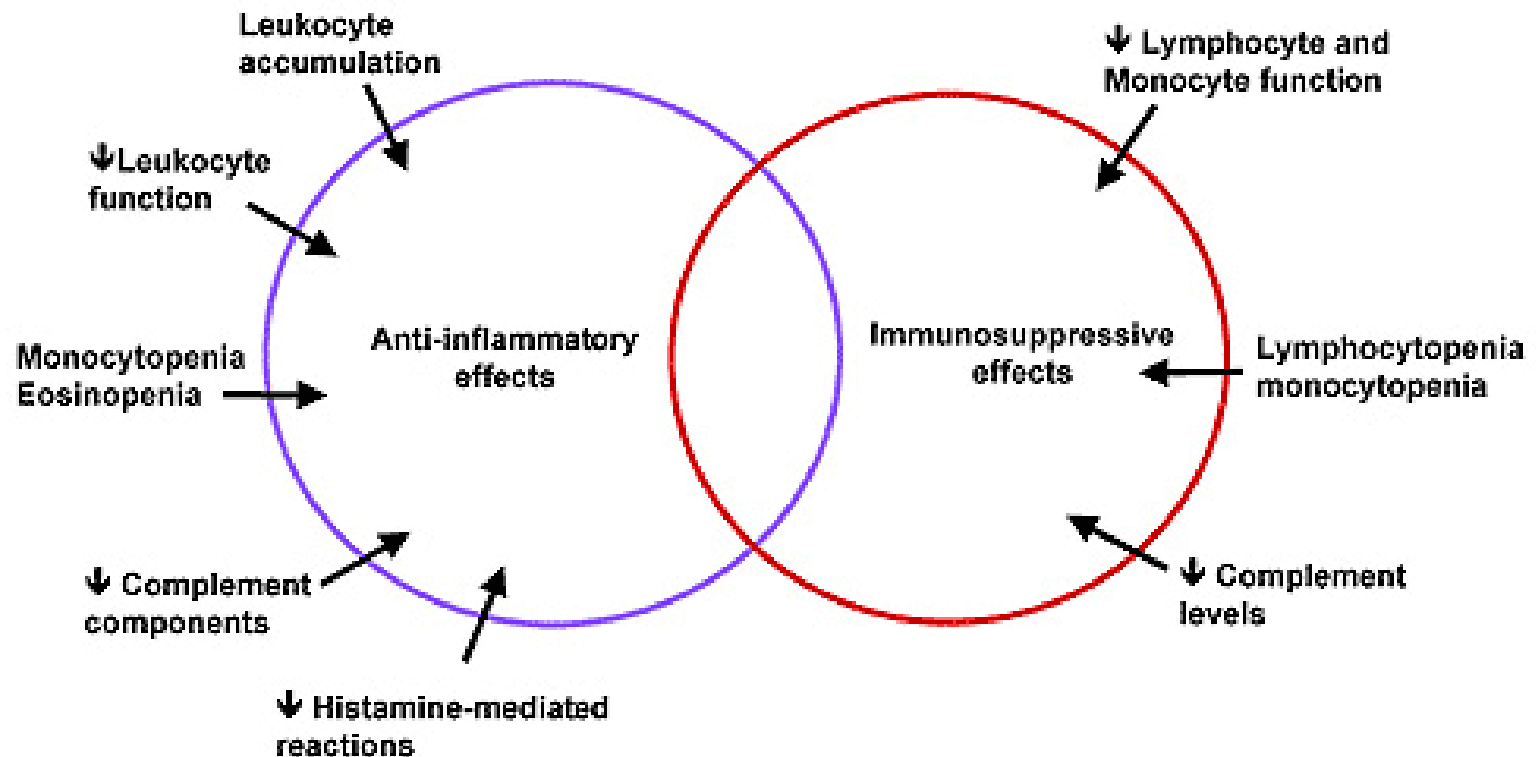 Leukocyte
accumulation
↓ Lymphocyte and
Monocyte function
↓Leukocyte
function
Anti-inflammatory
effects
Immunosuppressive
effects
Monocytopenia
Eosinopenia
Lymphocytopenia
monocytopenia
↓ Complement
components
↓ Complement
levels
↓ Histamine-mediated
reactions